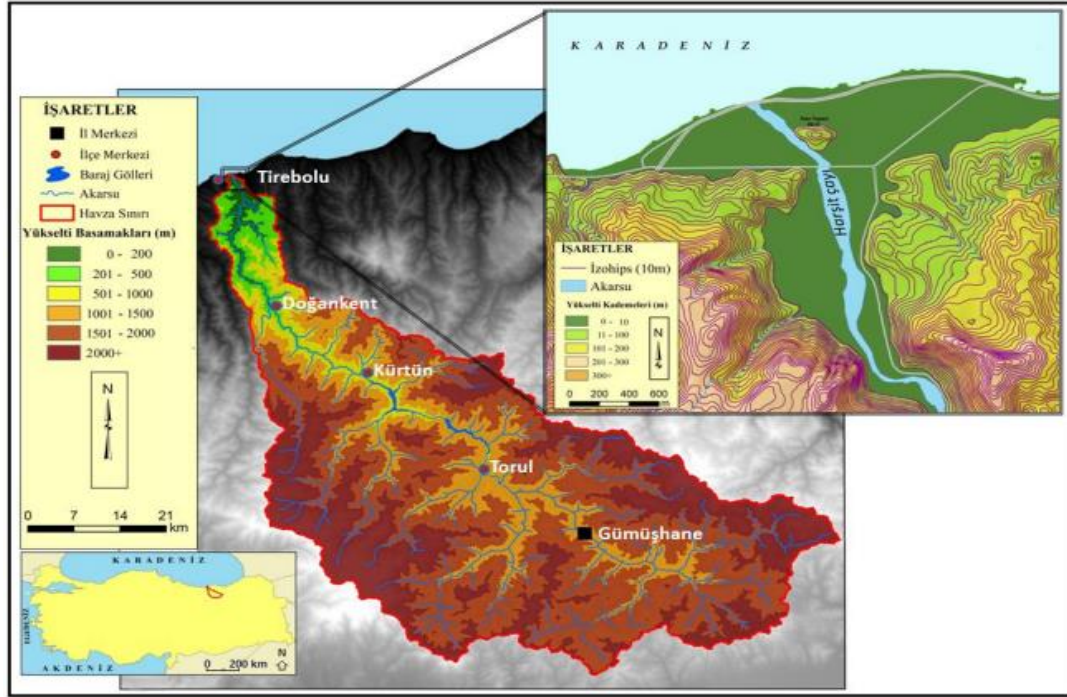 İŞARETLER
İl Merkezi
İlçe Merkezi
Baraj Gölleri
Akarsu
Havza Sınırı
Yükselti Basamakları (m)
0 - 200
201 - 500
501 - 1000
1001 - 1500
1501 - 2000
2000+
N
0 7 14 21
km
KARADENİZ
AKDENİZ
0 200 km
N
Tirebolu
Doğankent
Kürtün
Torul
Gümüşhane
KARADENİZ
Harşit Çayı
İŞARETLER
İzohips (10m)
Akarsu
Yükselti Kademeleri (m)
0 - 10
11 - 100
101 - 200
201 - 300
300+
N
0 200 400 600
m